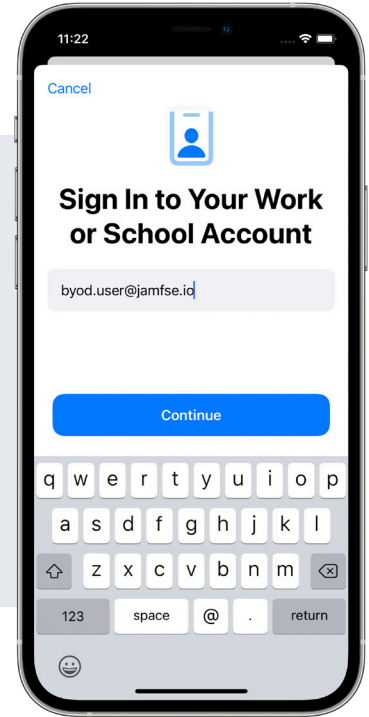 11:22
Cancel
Sign In to Your Work
or School Account
byod.user@jamfse.io
Continue
q w e r t y u i o p
a s d f g h j k l
z x c v b n m
123 space @ . return